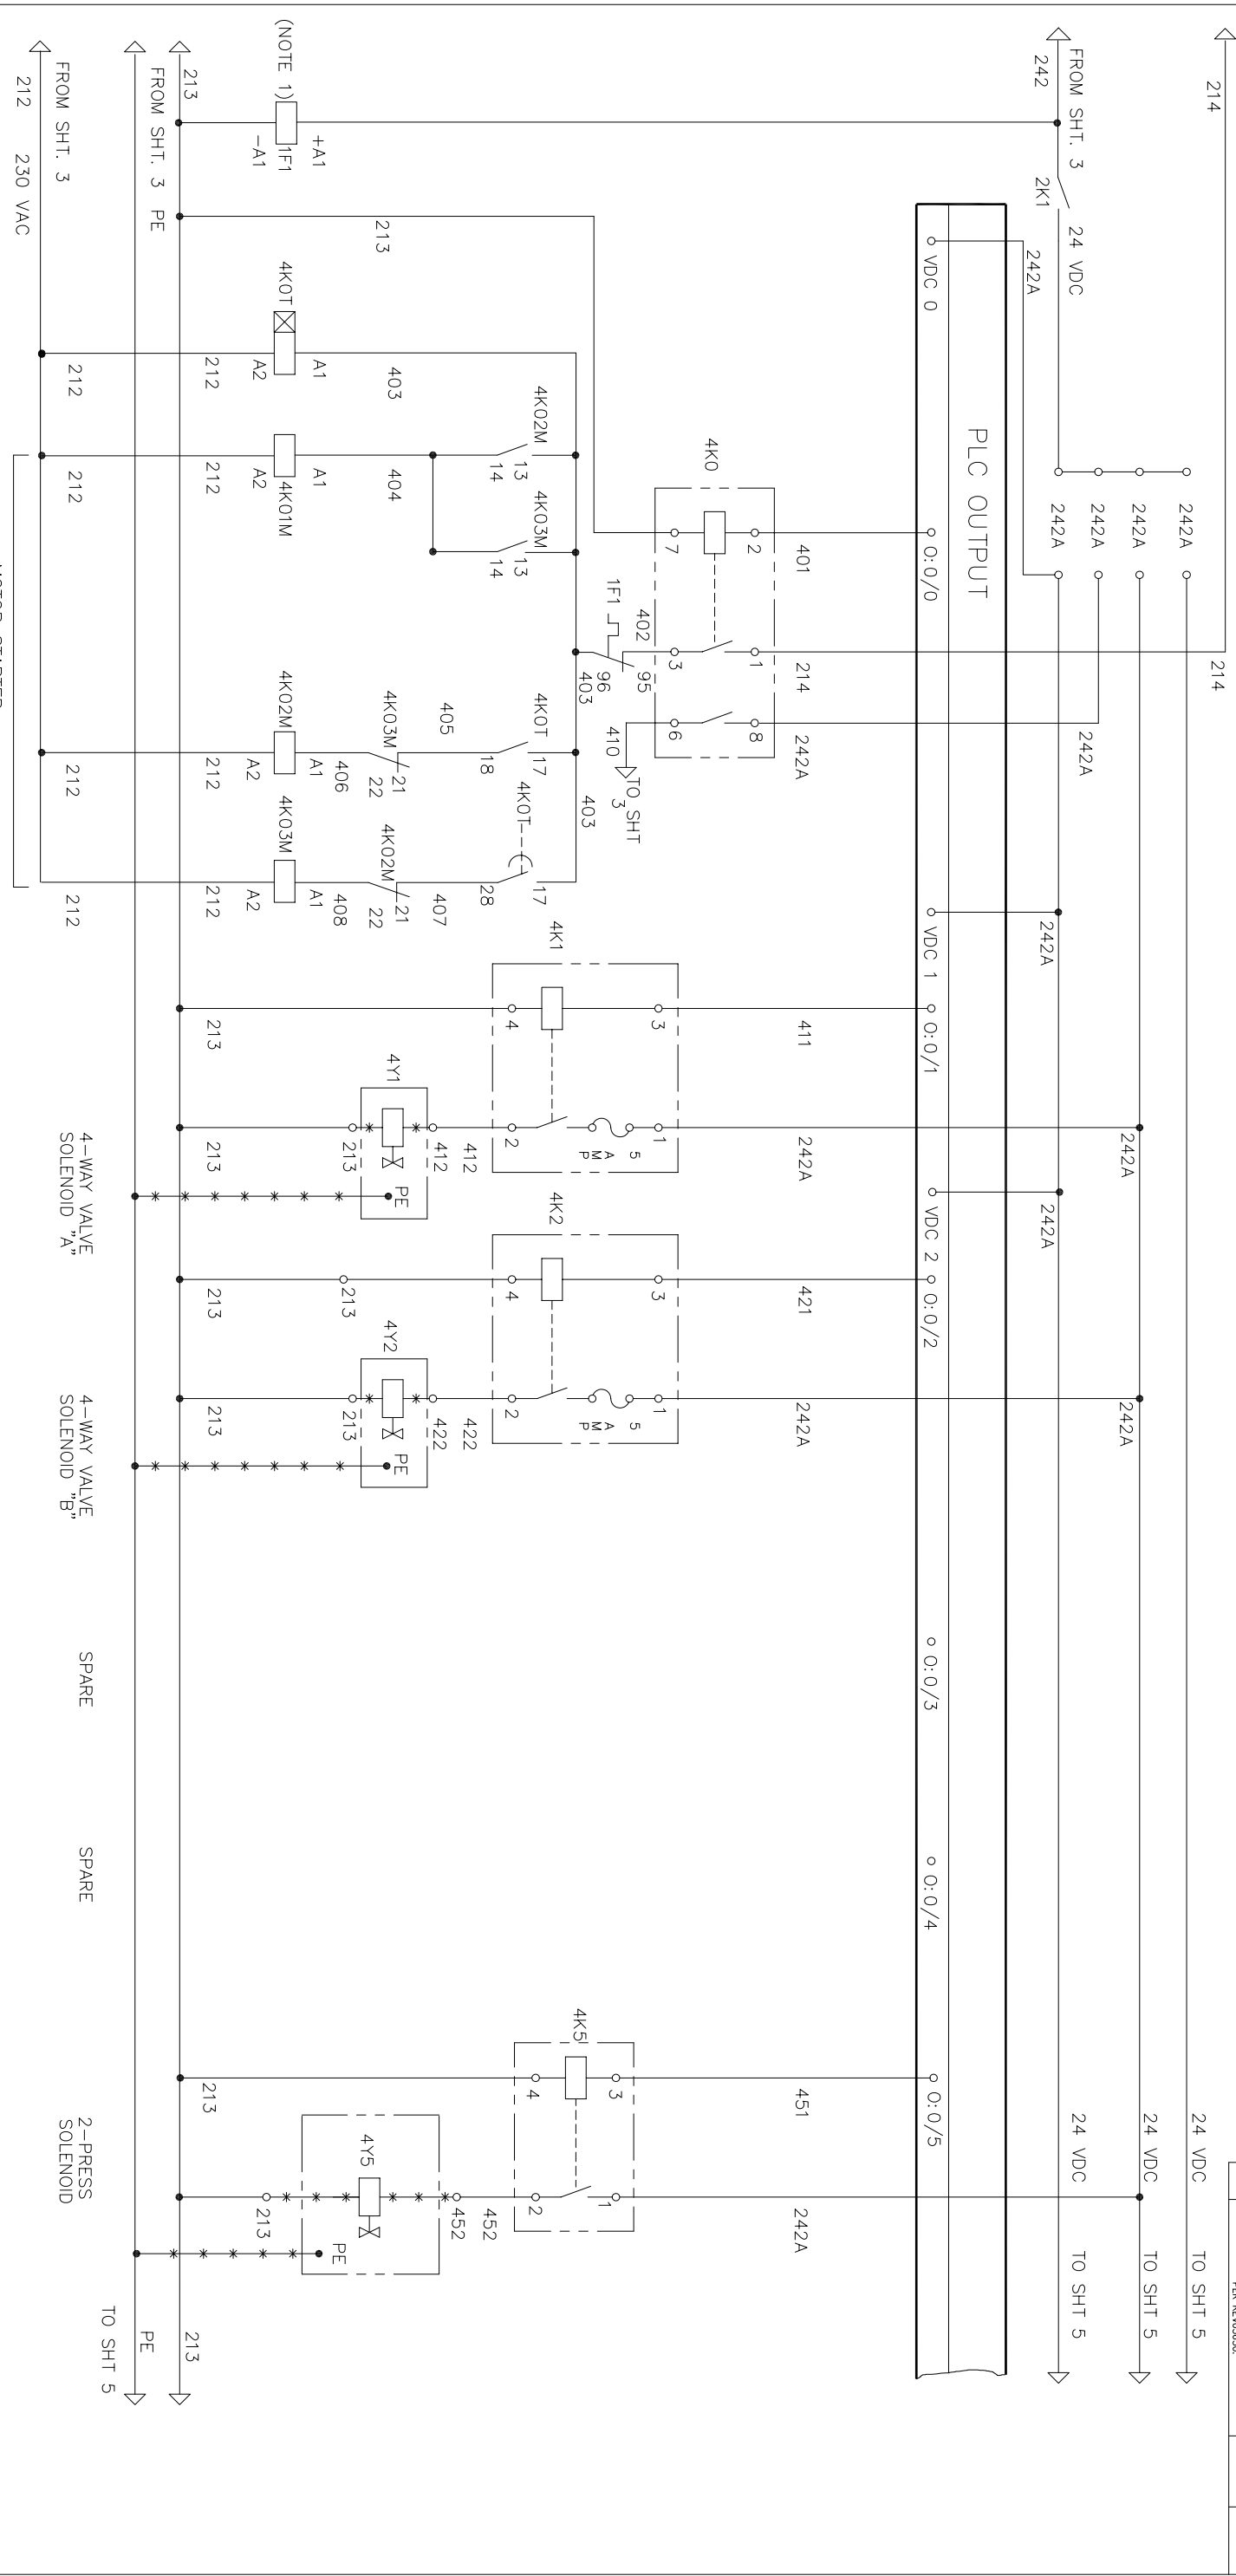 214
214
FROM SHT. 3
242
2K1
24 VDC
242A
242A
242A
242A
242A
242A
242A
242A
242A
242A
24 VDC
TO SHT 5
24 VDC
TO SHT 5
24 VDC
TO SHT 5
PLC OUTPUT
VDC 0
O:0/0
VDC 1
O:0/1
VDC 2
O:0/2
O:0/3
O:0/4
O:0/5
401
214
242A
411
242A
421
242A
451
242A
4K0
2
1
8
7
3
6
402
410
TO SHT
3
1F1
95
96
403
403
4K1
3
1
5
A
M
P
4
2
4K2
3
1
5
A
M
P
4
2
4K5
3
1
4
2
213
4K02M
13
14
4K03M
13
14
4K0T
17
18
4K0T
17
28
403
404
405
407
4K03M
21
22
4K02M
21
22
406
408
412
412
422
422
452
452
4Y1
PE
4Y2
PE
4Y5
PE
213
213
213
213
(NOTE 1)
1F1
+A1
-A1
4K0T
A1
A2
4K01M
A1
A2
4K02M
A1
A2
4K03M
A1
A2
212
212
212
212
213
213
213
213
213
213
213
213
FROM SHT. 3
PE
PE
TO SHT 5
FROM SHT. 3
212
230 VAC
212
212
212
212
4-WAY VALVE
SOLENOID "A"
4-WAY VALVE
SOLENOID "B"
SPARE
SPARE
2-PRESS
SOLENOID